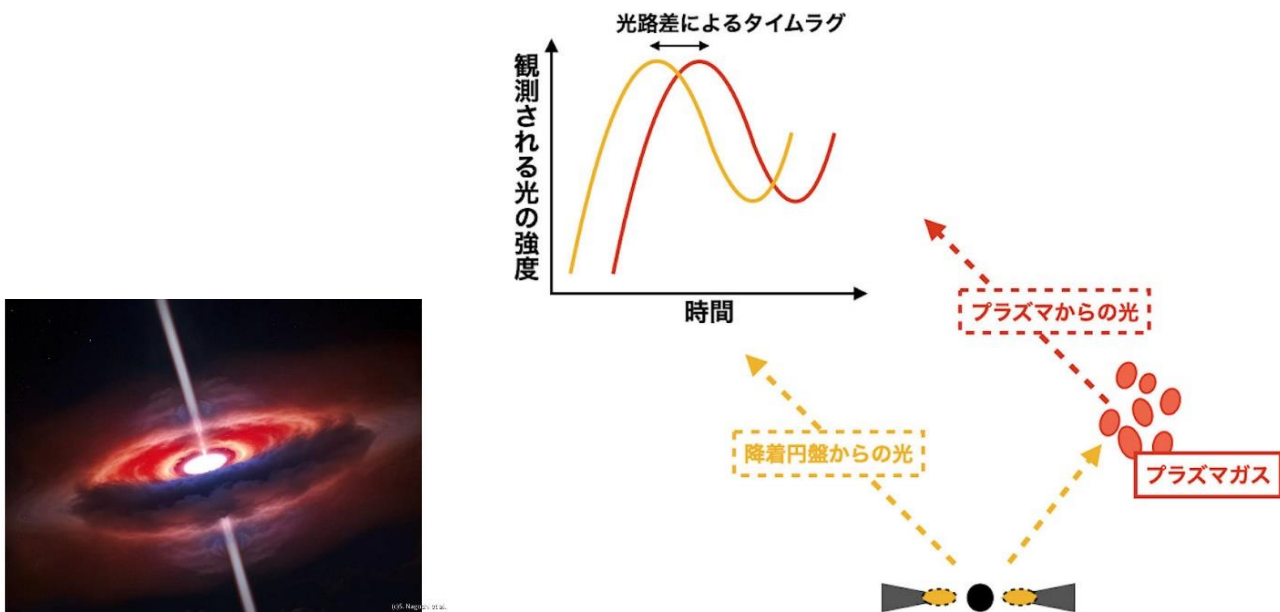 光路差によるタイムラグ
観測される光の強度
時間
プラズマからの光
降着円盤からの光
プラズマガス